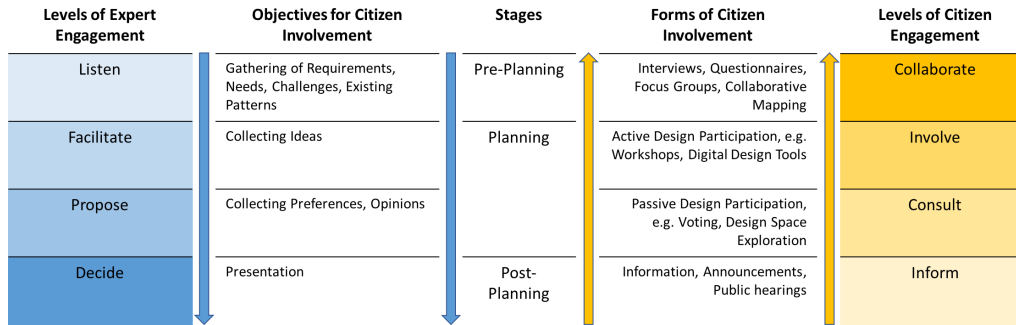 Levels of Expert
Engagement
Objectives for Citizen
Involvement
Stages
Forms of Citizen
Involvement
Levels of Citizen
Engagement
Listen
Gathering of Requirements,
Needs, Challenges, Existing
Patterns
Pre-Planning
Interviews, Questionnaires,
Focus Groups, Collaborative
Mapping
Collaborate
Facilitate
Collecting Ideas
Planning
Active Design Participation, e.g.
Workshops, Digital Design Tools
Involve
Propose
Collecting Preferences, Opinions
Passive Design Participation,
e.g. Voting, Design Space
Exploration
Consult
Decide
Presentation
Post-
Planning
Information, Announcements,
Public hearings
Inform